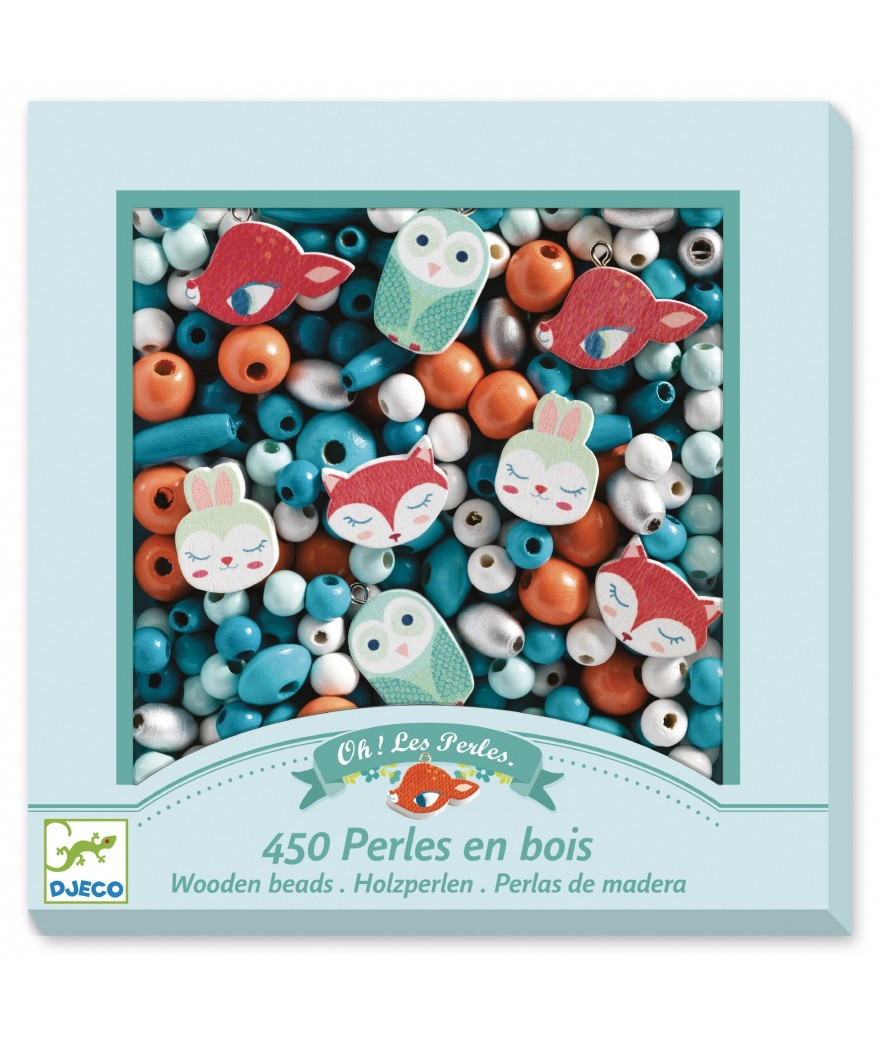 Oh! Les Perles.
450 Perles en bois
Wooden beads . Holzperlen . Perlas de madera
DJECO